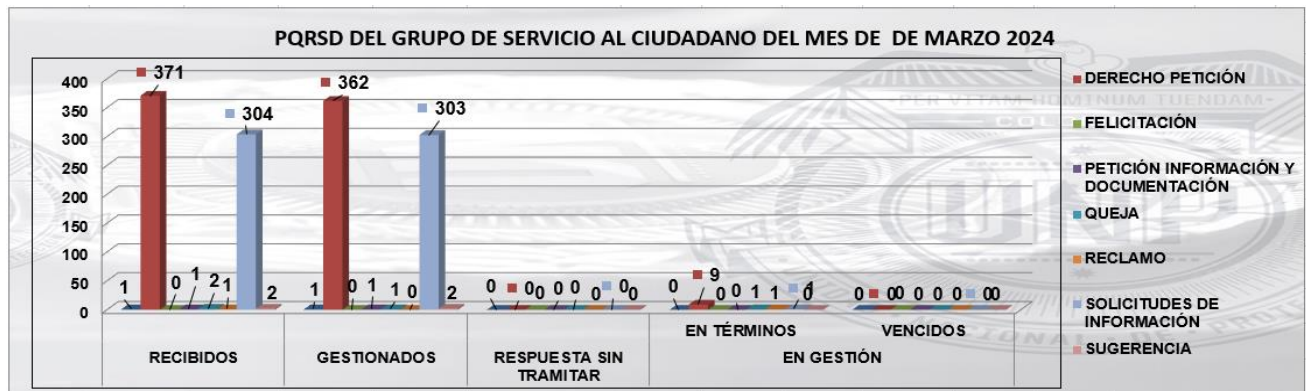 PQRSD DEL GRUPO DE SERVICIO AL CIUDADANO DEL MES DE DE MARZO 2024
400
350
300
250
200
150
100
50
0
1 371 0 1 2 1 304 2
1 362 0 1 1 0 303 2
0 0 0 0 0 0 0 0
0 9 0 0 1 1 1 0
0 0 0 0 0 0 0 0
EN TÉRMINOS VENCIDOS
RECIBIDOS GESTIONADOS RESPUESTA SIN TRAMITAR EN GESTIÓN
DERECHO PETICIÓN
FELICITACIÓN
PETICIÓN INFORMACIÓN Y
DOCUMENTACIÓN
QUEJA
RECLAMO
SOLICITUDES DE
INFORMACIÓN
SUGERENCIA
-PER VITAM HOMINUM TUENDAM-
UNP